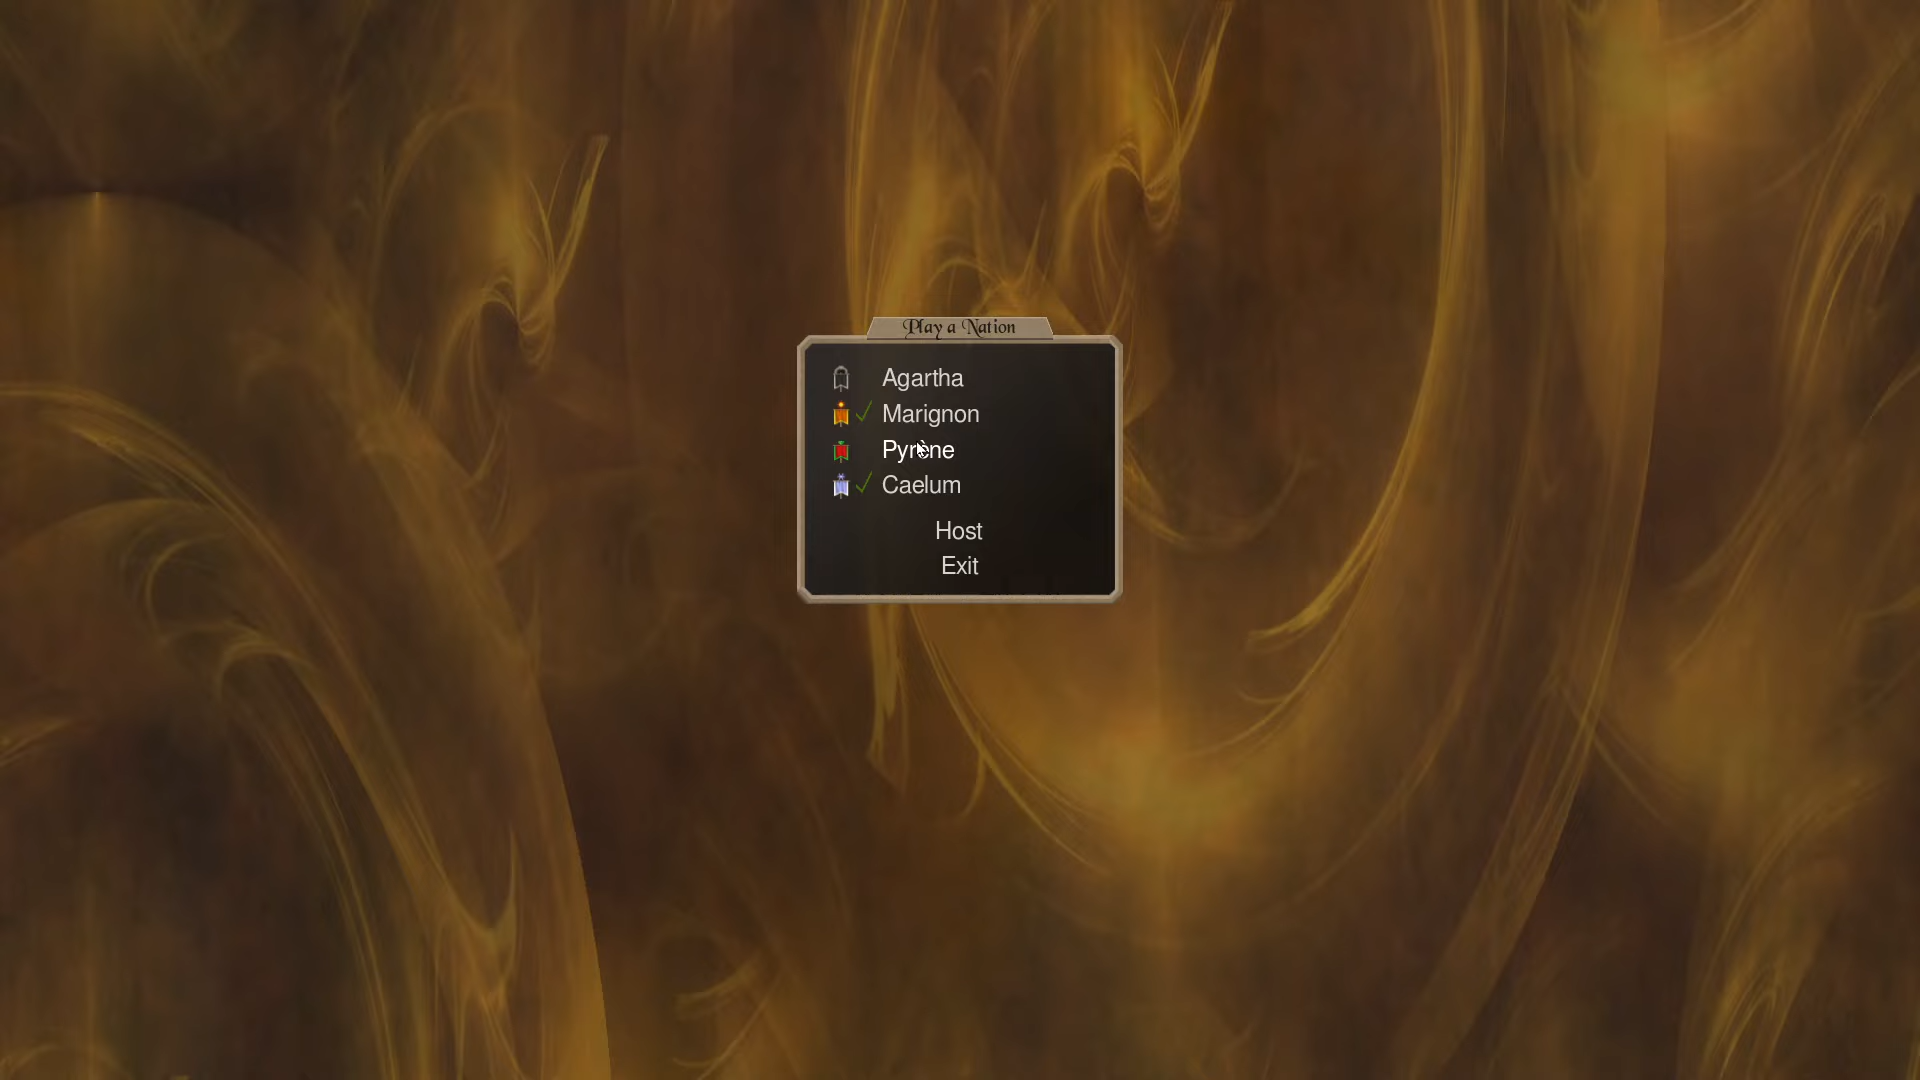 Play a Nation
Agartha
Marignon
Pyrène
Caelum
Host
Exit